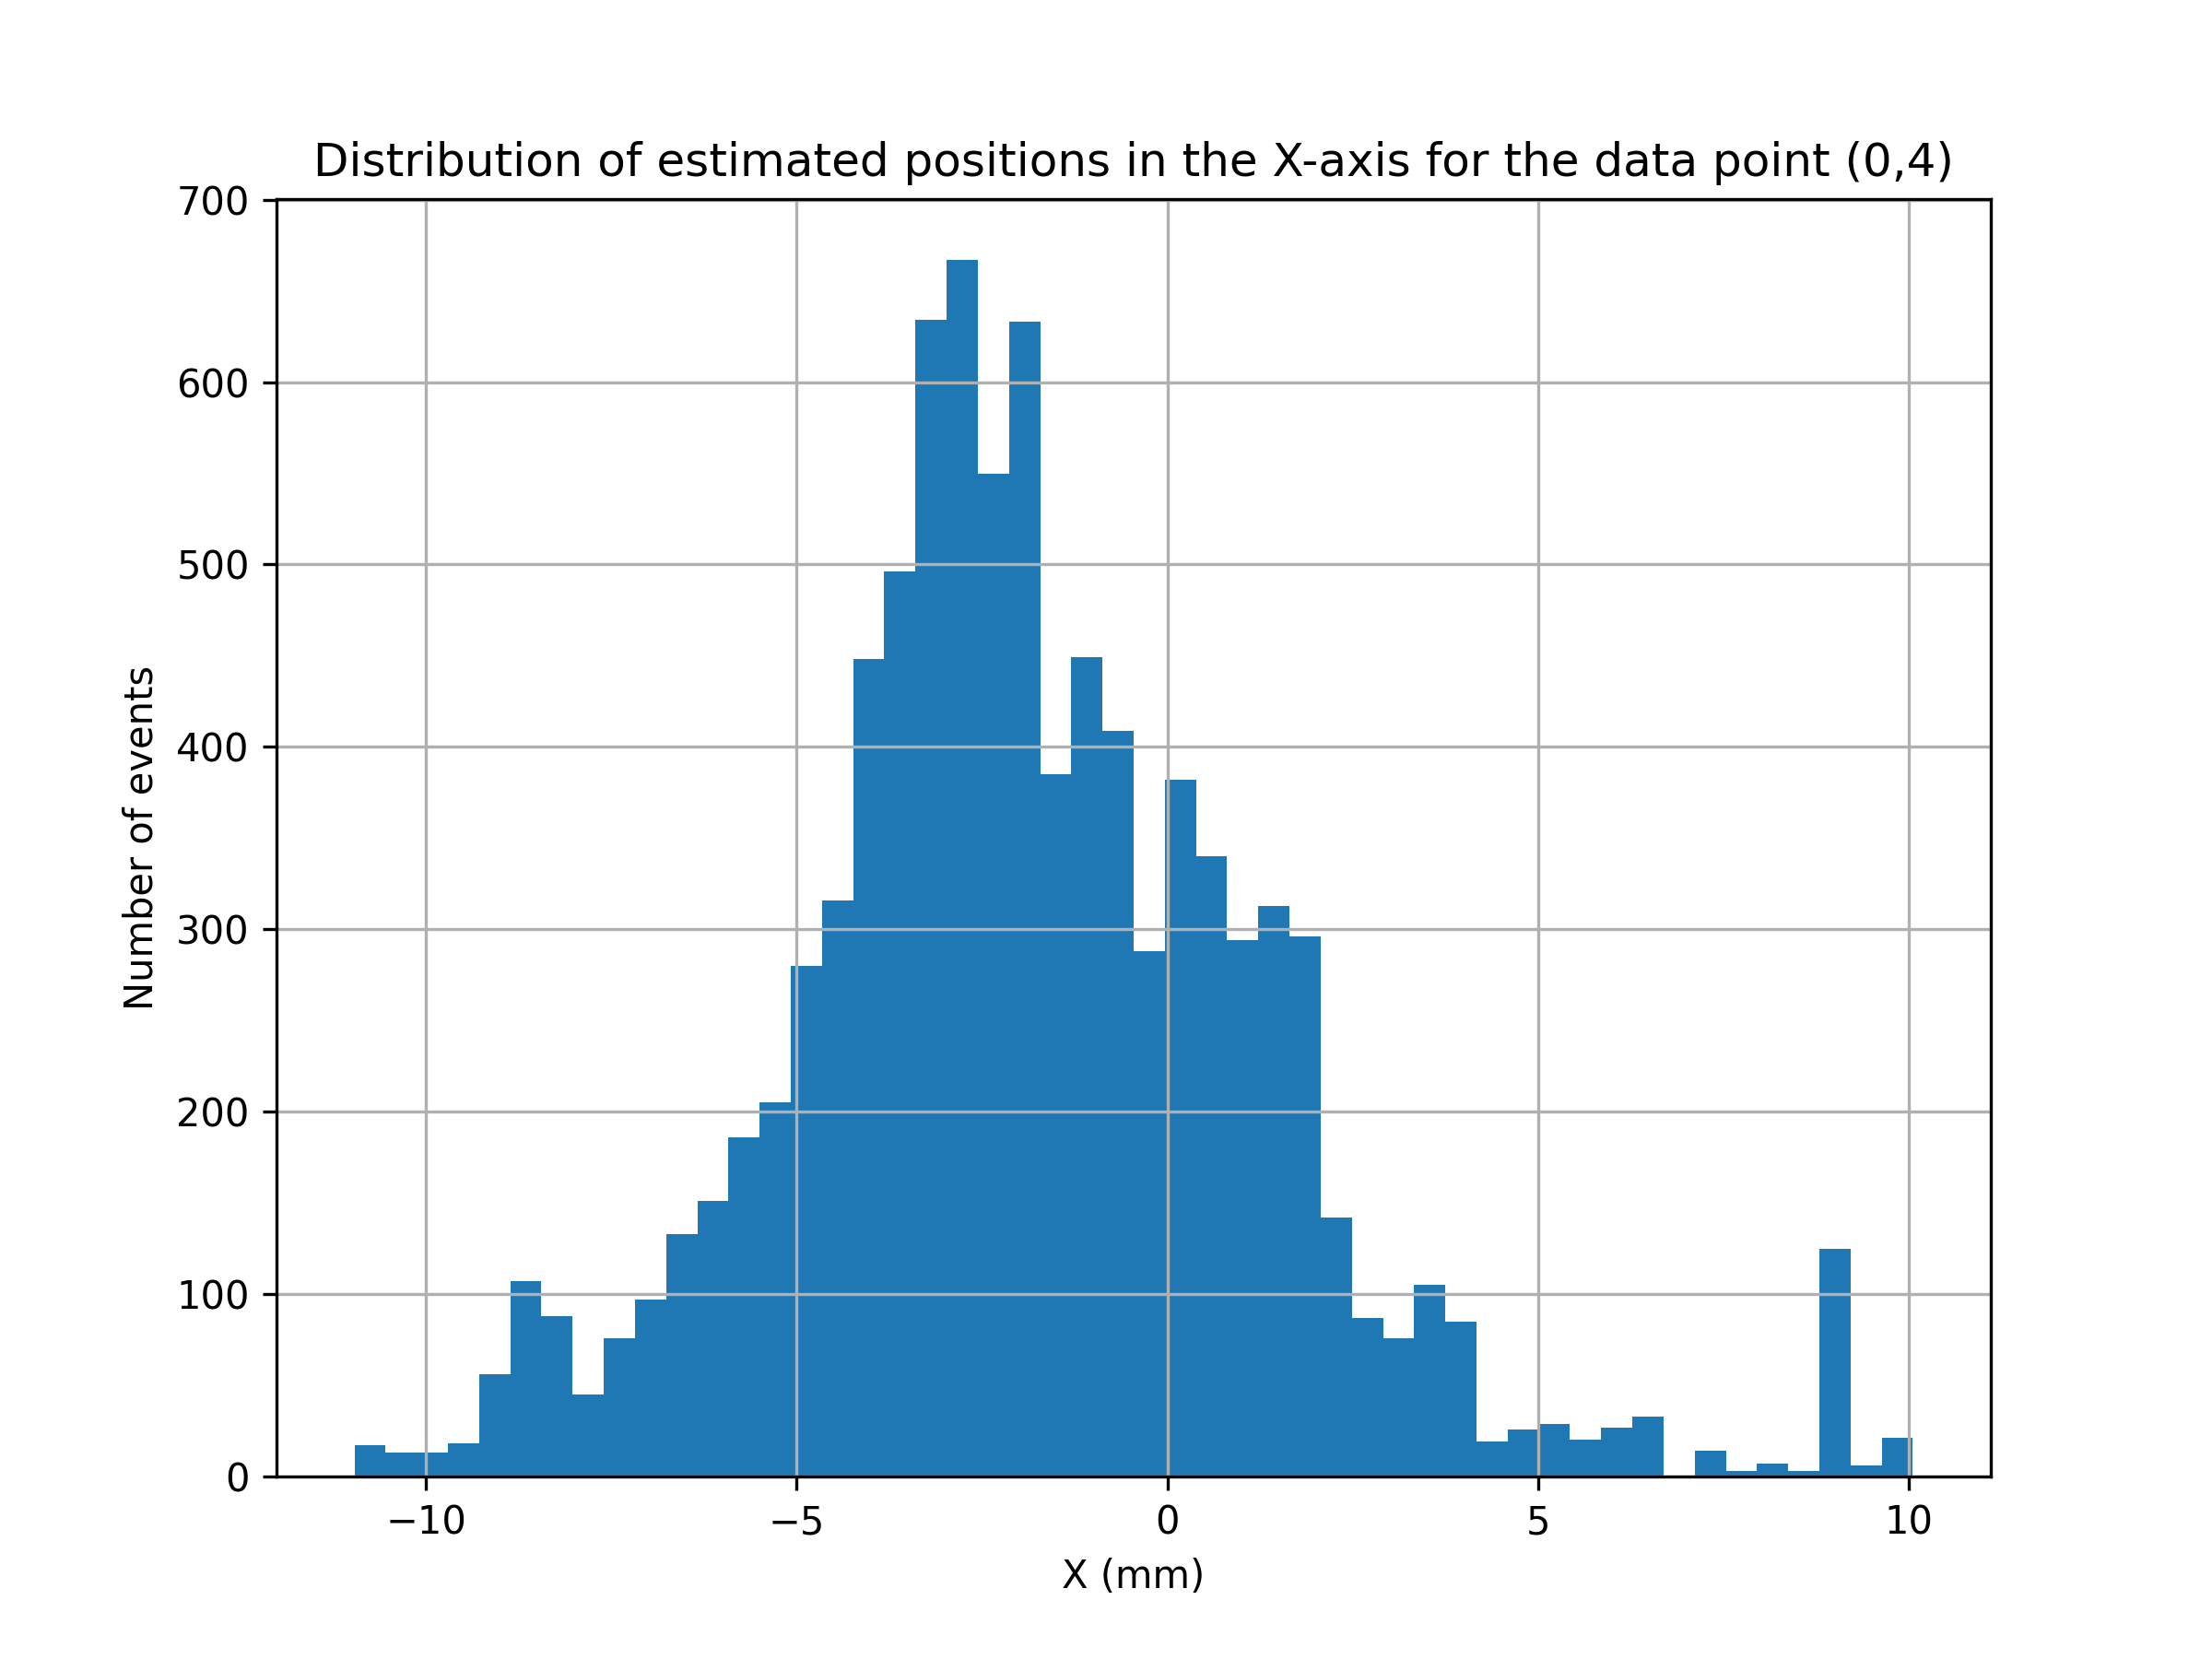 Distribution of estimated positions in the X-axis for the data point (0,4)
700
600
500
400
300
200
100
0
Number of events
−10 −5 0 5 10
X (mm)